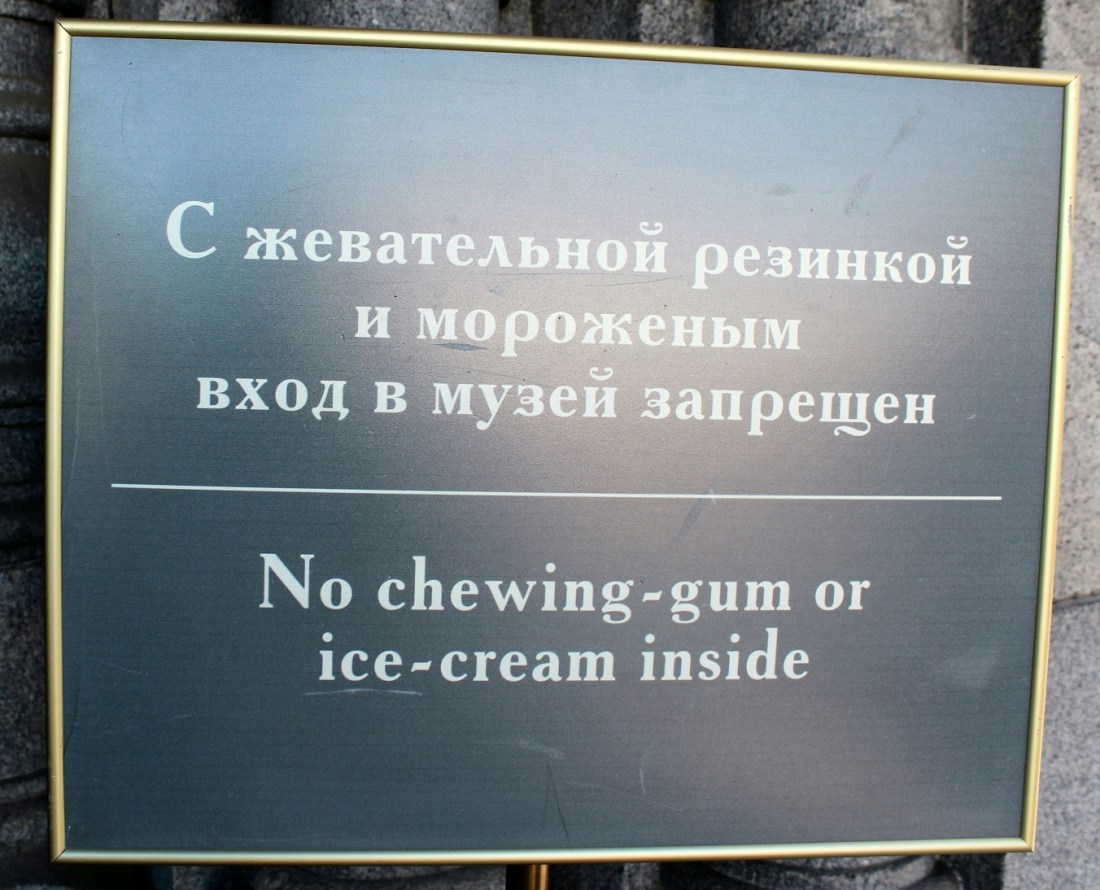 С жевательной резинкой
и мороженым
вход в музей запрещен
No chewing-gum or
ice-cream inside